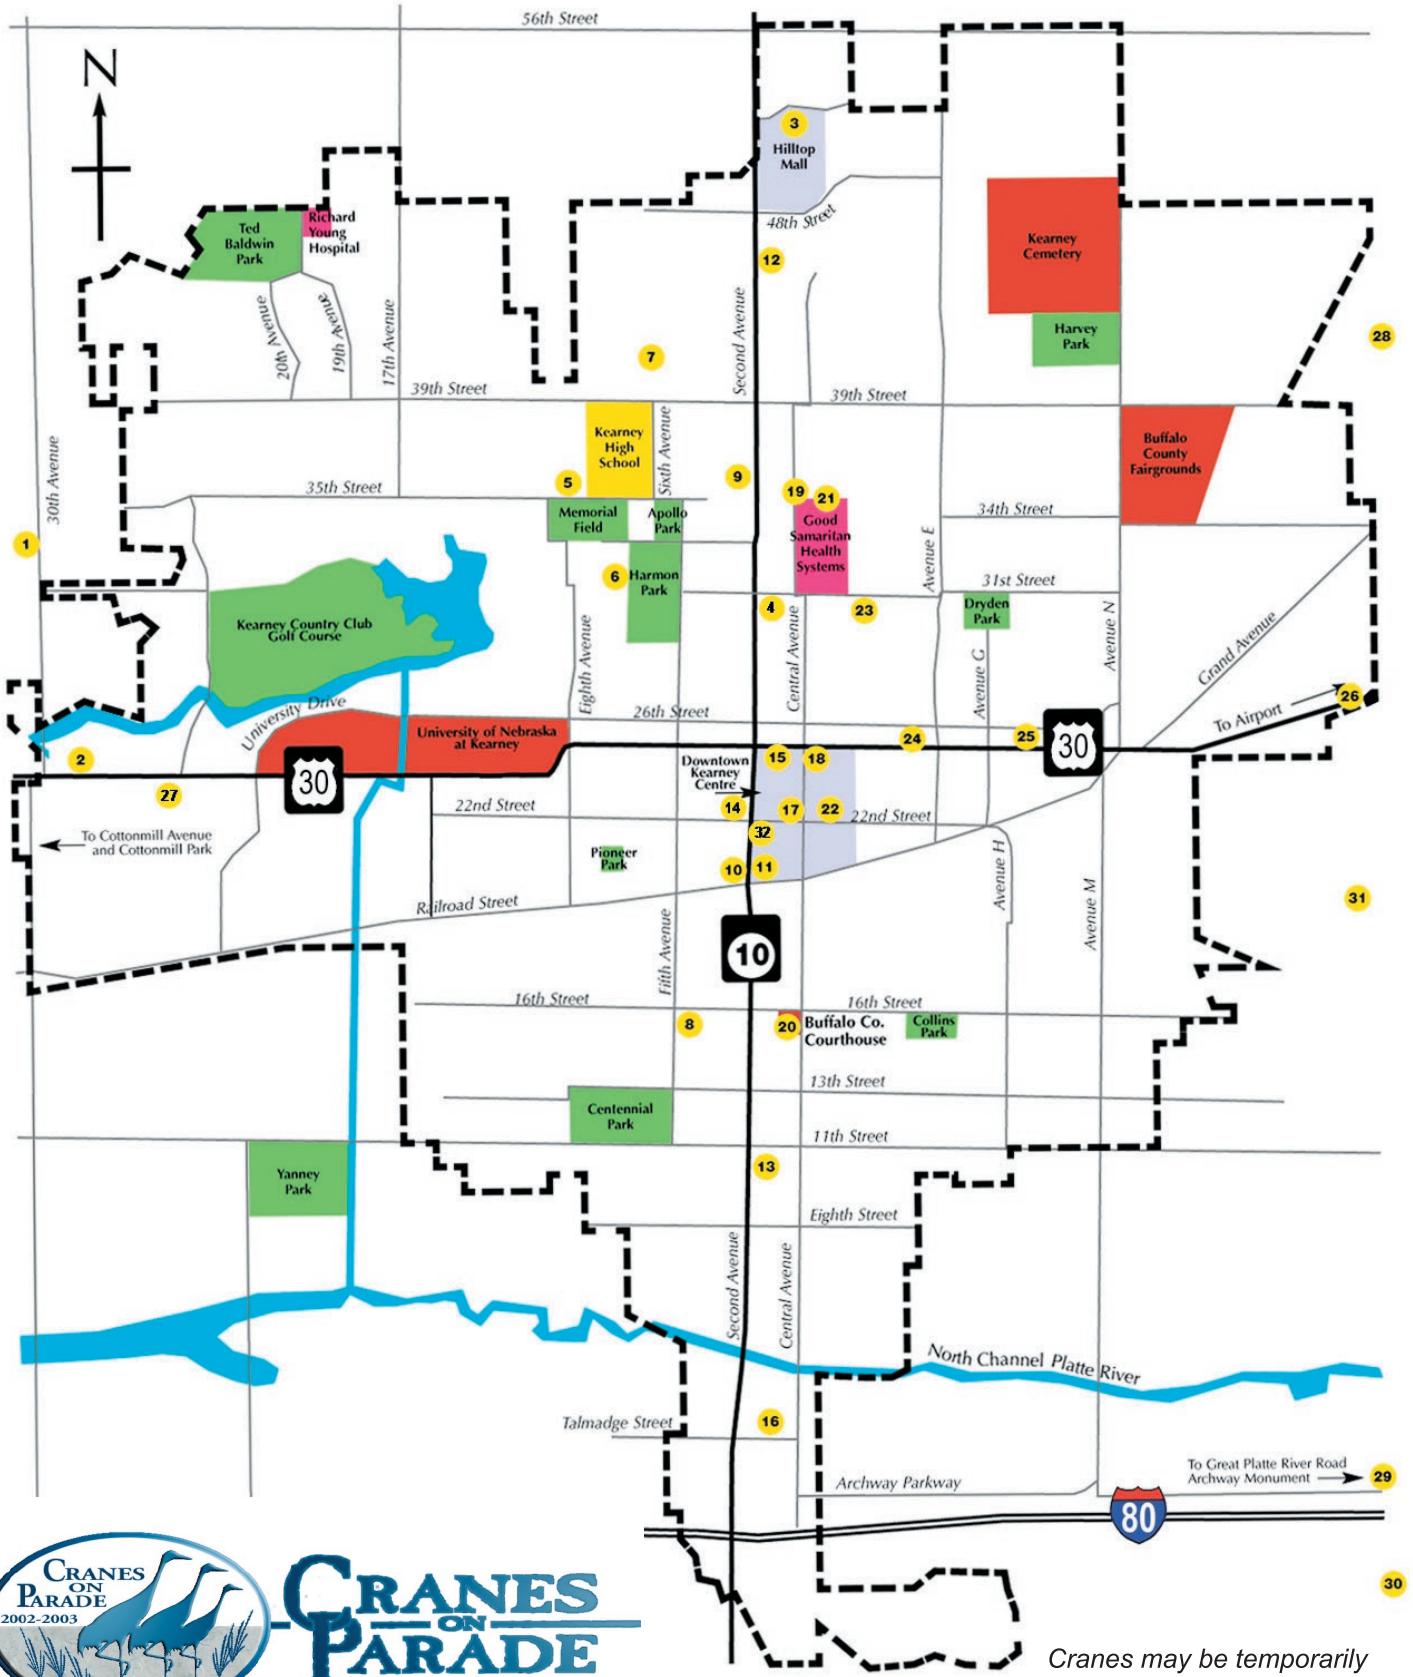 56th Street
N
3
Hilltop
Mall
48th Street
Richard
Young
Hospital
Ted
Baldwin
Park
Kearney
Cemetery
12
20th Avenue
19th Avenue
17th Avenue
Second Avenue
Harvey
Park
28
7
39th Street
39th Street
30th Avenue
Kearney
High
School
Sixth Avenue
Buffalo
County
Fairgrounds
5
9
19
21
35th Street
Memorial
Field
Apollo
Park
34th Street
Good
Samaritan
Health
Systems
Avenue E
1
6
Harmon
Park
31st Street
4
23
Dryden
Park
Kearney Country Club
Golf Course
Eighth Avenue
Central Avenue
Avenue G
Avenue N
Grand Avenue
University Drive
26th Street
26
To Airport
University of Nebraska
at Kearney
24
25
30
2
30
15
18
Downtown
Kearney
Centre
27
14
17
22
22nd Street
22nd Street
32
To Cottonmill Avenue
and Cottonmill Park
Pioneer
Park
10
11
Avenue H
Avenue M
31
Railroad Street
Fifth Avenue
10
16th Street
16th Street
8
20
Buffalo Co.
Courthouse
Collins
Park
13th Street
Centennial
Park
11th Street
13
Yanney
Park
Eighth Street
Second Avenue
Central Avenue
North Channel Platte River
16
Talmadge Street
To Great Platte River Road
Archway Monument
29
Archway Parkway
80
30
CRANES
ON
PARADE
2002-2003
CRANES
ON
PARADE
Cranes may be temporarily